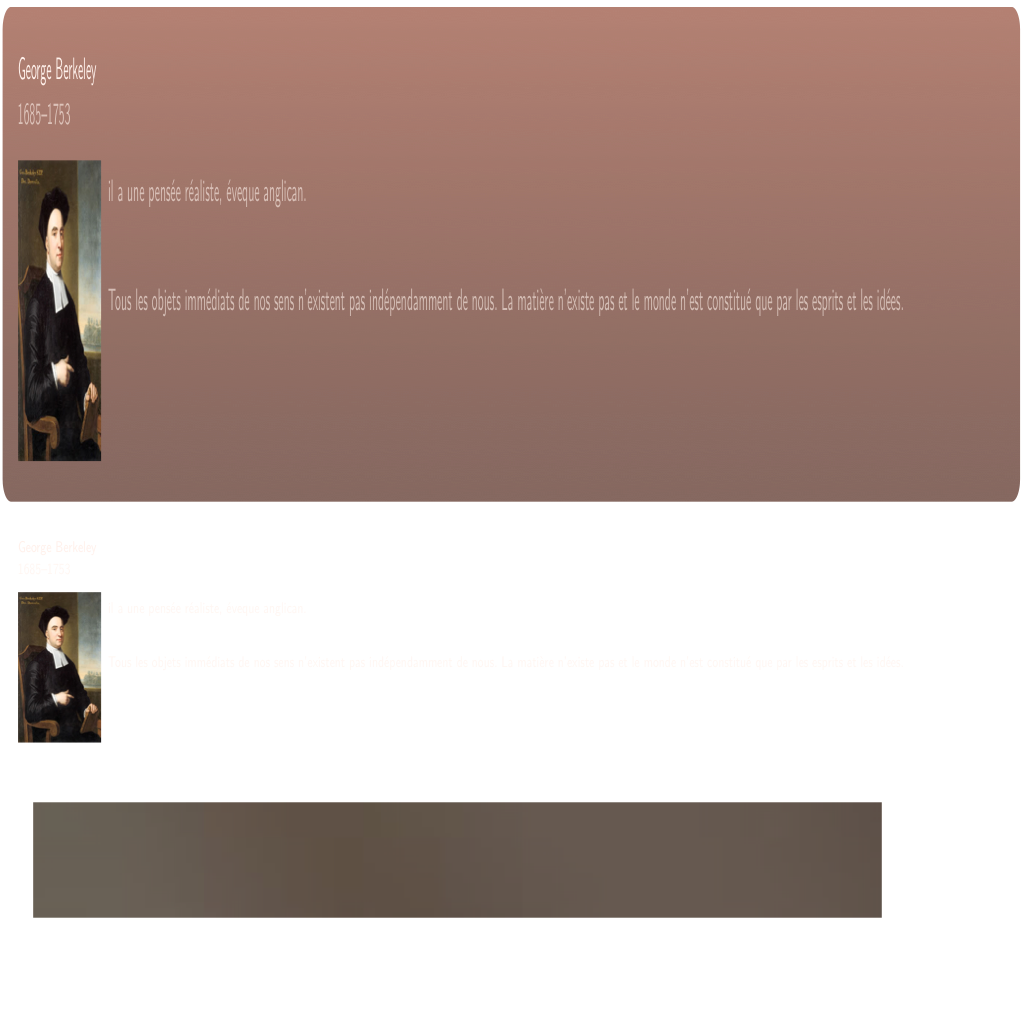 George Berkeley
1685–1753
il a une pensée réaliste, éveque anglican.
Tous les objets immédiats de nos sens n'existent pas indépendamment de nous. La matière n'existe pas et le monde n'est constitué que par les esprits et les idées.
George Berkeley
1685–1753
il a une pensée réaliste, éveque anglican.
Tous les objets immédiats de nos sens n'existent pas indépendamment de nous. La matière n'existe pas et le monde n'est constitué que par les esprits et les idées.